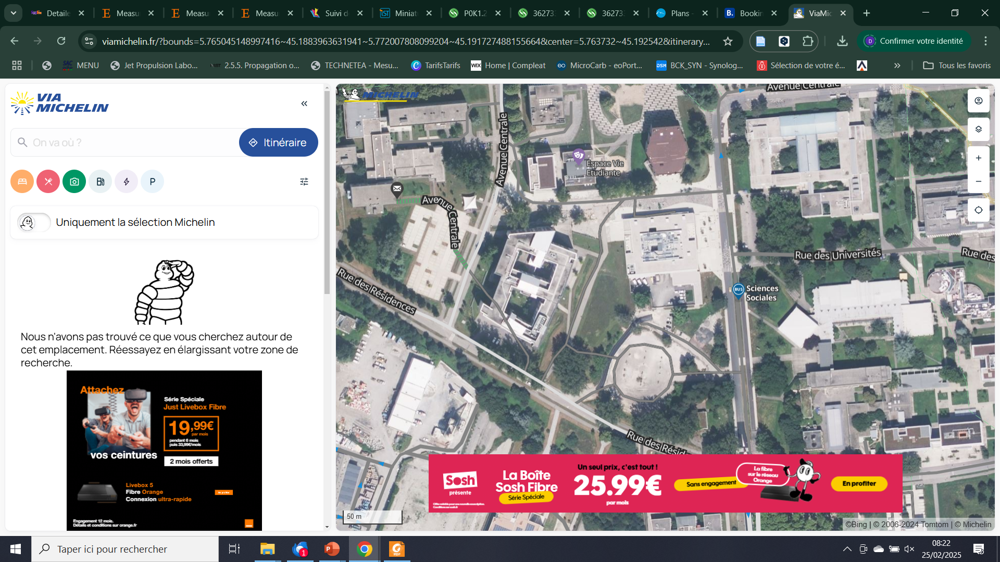 Detaile
Measu
Measu
Measu
Suivi d
Miniat
P0K1.2
36273
36273
Plans -
B.
Bookin
ViaMic
viamichelin.fr/?bounds=5.765045148997416~45.1883963631941~5.772007808099204~45.191727488155664&center=5.763732~45.192542&itinerary...
D
Confirmer votre identité
MENU
Jet Propulsion Labo...
2.5.5. Propagation o...
TECHNETEA - Mesu...
TarifsTarifs
WIX
Home | Compleat
MicroCarb - eoPort...
DSM
BCK_SYN - Synolog...
Sélection de votre é...
Tous les favoris
VIA
MICHELIN
On va où ?
Itinéraire
P
Uniquement la sélection Michelin
Nous n'avons pas trouvé ce que vous cherchez autour de
cet emplacement. Réessayez en élargissant votre zone de
recherche.
Attachez
vos ceintures
Série Spéciale
Just Livebox Fibre
19,99€
par mois
pendant 6 mois
puis 33,99€/mois
2 mois offerts
Livebox 5
Fibre Orange
Connexion ultra-rapide
Engagement 12 mois.
Détails et conditions sur orange.fr
MICHELIN
Avenue Centrale
Avenue Centrale
Espace Vie
Etudiante
Avenue Centrale
Rue des Résidences
Rue des Universités
Rue des
BUS
Sciences
Sociales
Rue des Rési
Sosh
présente
La Boîte
Sosh Fibre
Série Spéciale
Un seul prix, c'est tout !
25.99€
par mois
Sans engagement
La fibre
sur le réseau
Orange
En profiter
50 m
©Bing | © 2006-2024 Tomtom | © Michelin
Taper ici pour rechercher
1
P
PDF
08:22
25/02/2025